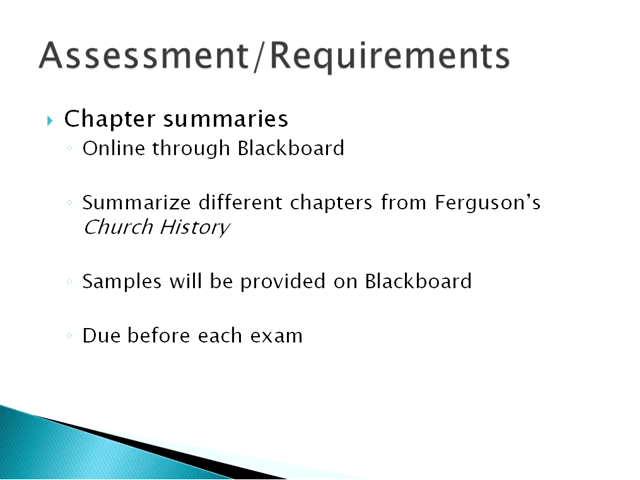 Assessment/Requirements
Chapter summaries
Online through Blackboard
Summarize different chapters from Ferguson's
Church History
Samples will be provided on Blackboard
Due before each exam